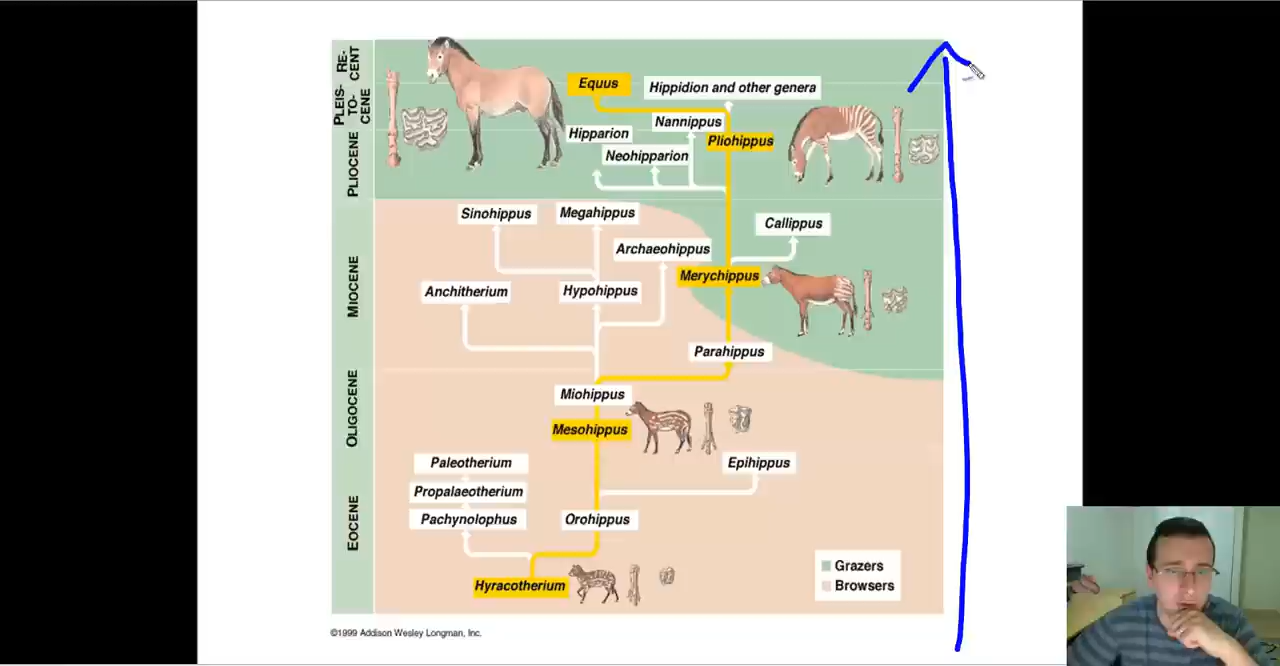 RE-
CENT
PLEIS-
TO-
CENE
PLIOCENE
MIOCENE
OLIGOCENE
EOCENE
Equus
Hippidion and other genera
Nannippus
Hipparion
Pliohippus
Neohipparion
Sinohippus
Megahippus
Callippus
Archaeohippus
Merychippus
Anchitherium
Hypohippus
Parahippus
Miohippus
Mesohippus
Paleotherium
Epihippus
Propalaeotherium
Pachynolophus
Orohippus
Hyracotherium
Grazers
Browsers
©1999 Addison Wesley Longman, Inc.